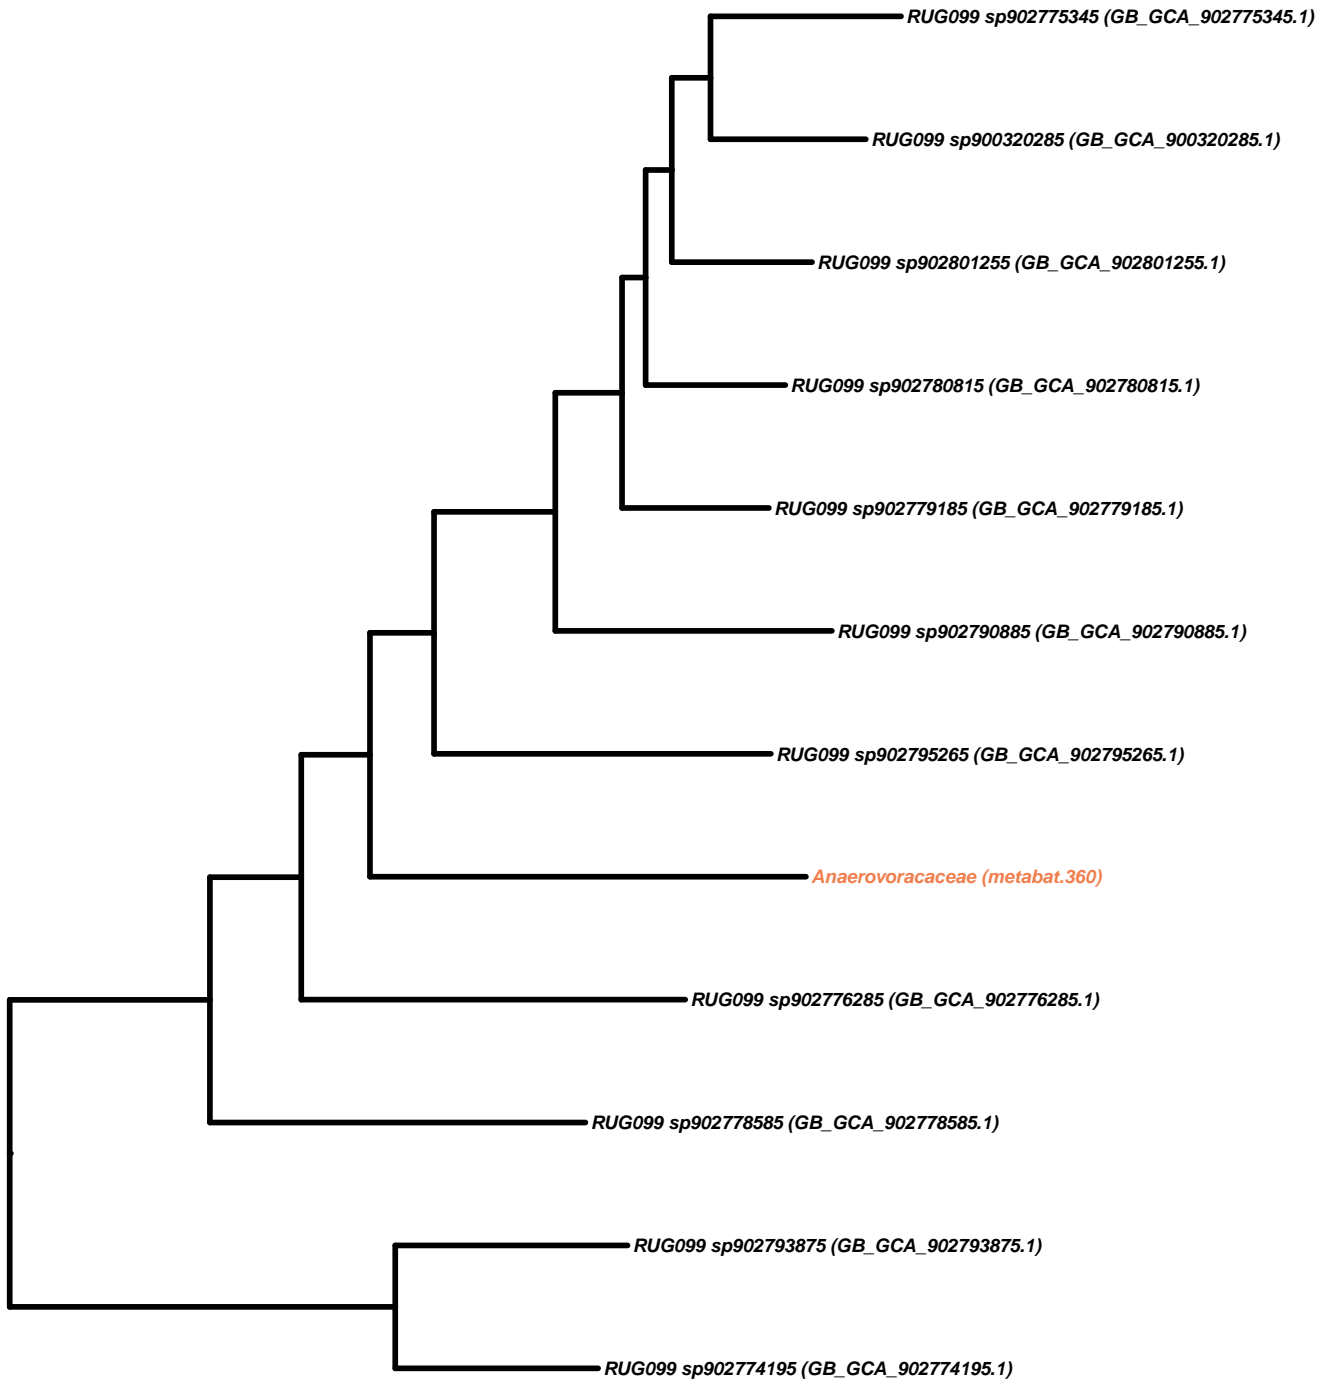 RUG099 sp902775345 (GB_GCA_902775345.1)
RUG099 sp900320285 (GB_GCA_900320285.1)
RUG099 sp902801255 (GB_GCA_902801255.1)
RUG099 sp902780815 (GB_GCA_902780815.1)
RUG099 sp902779185 (GB_GCA_902779185.1)
RUG099 sp902790885 (GB_GCA_902790885.1)
RUG099 sp902795265 (GB_GCA_902795265.1)
Anaerovoracaceae (metabat.360)
RUG099 sp902776285 (GB_GCA_902776285.1)
RUG099 sp902778585 (GB_GCA_902778585.1)
RUG099 sp902793875 (GB_GCA_902793875.1)
RUG099 sp902774195 (GB_GCA_902774195.1)